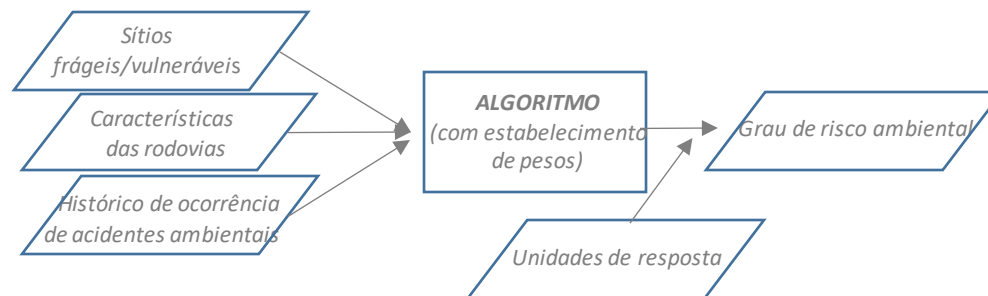 Sítios
frágeis/vulneráveis
Características
das rodovias
Histórico de ocorrência
de acidentes ambientais
ALGORITMO
(com estabelecimento
de pesos)
Grau de risco ambiental
Unidades de resposta